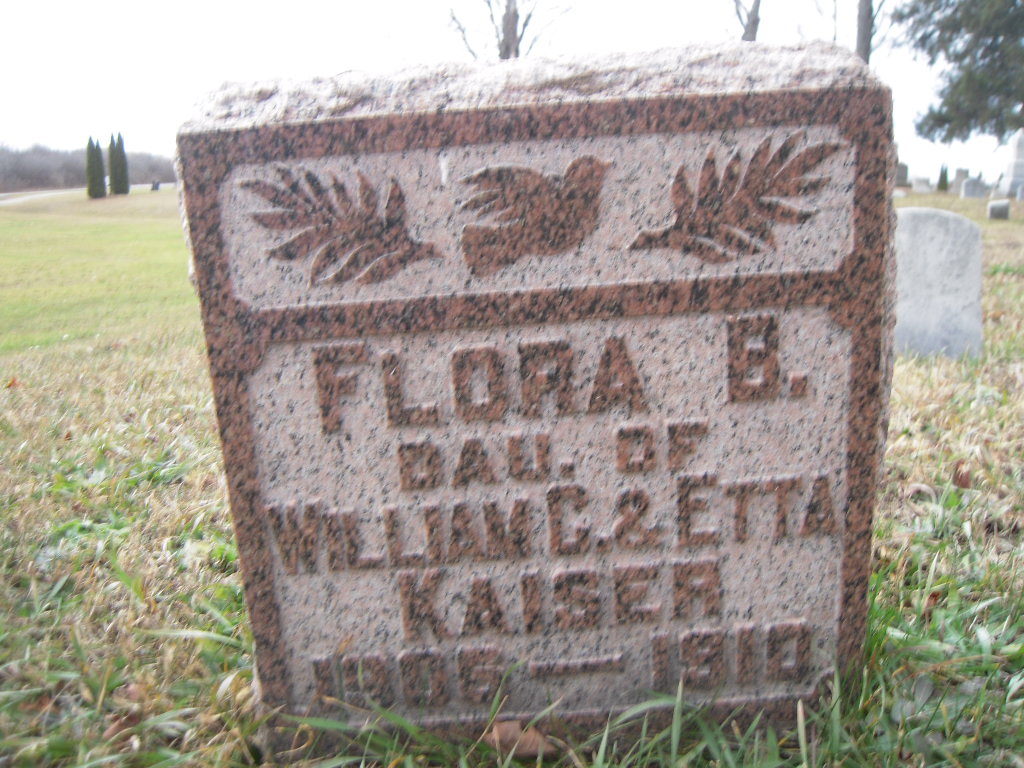 FLORA B.
DAU. OF
WILLIAM C. & ETTA
KAISER
1906 — 1910